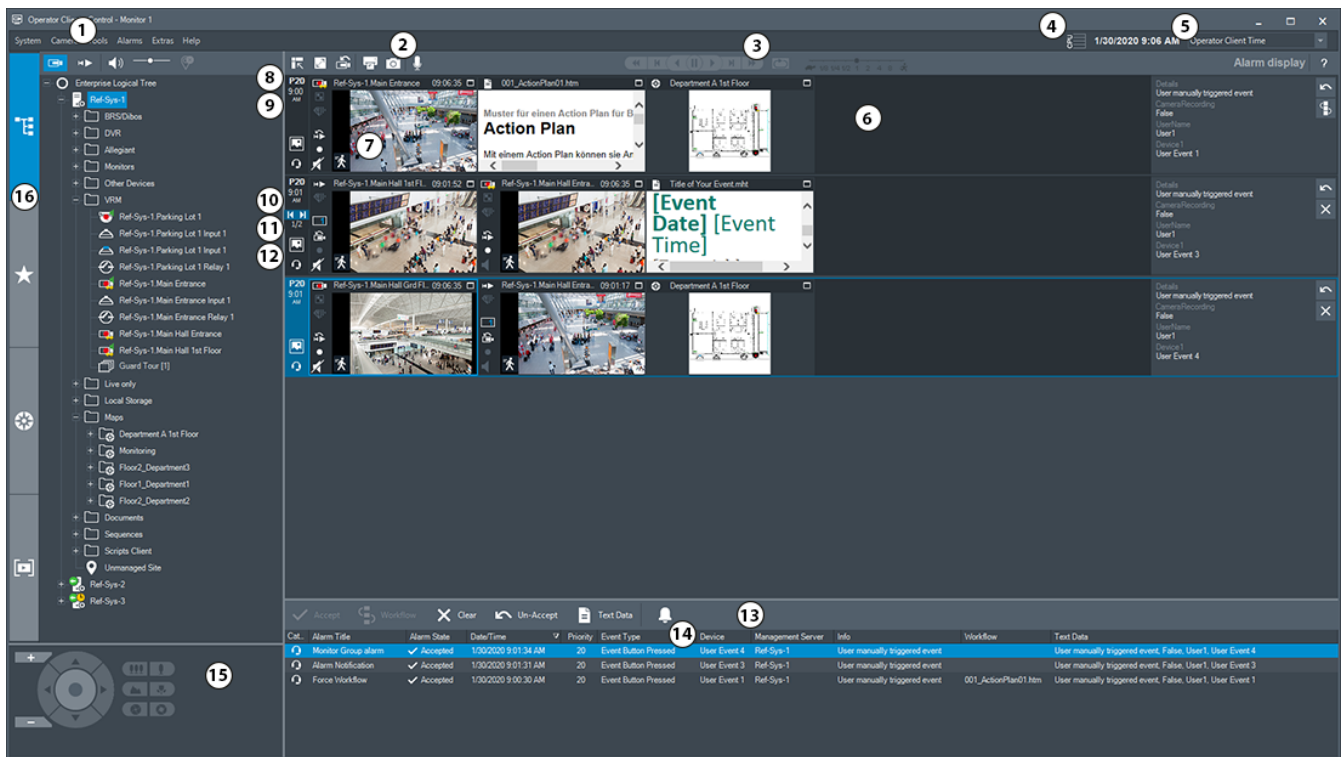 Operator Client - Control - Monitor 1
1
2
3
4
5
System Camera Tools Alarms Extras Help
1/30/2020 9:06 AM Operator Client Time
Alarm display ?
Enterprise Logical Tree
Ref-Sys-1
BRS/Dibos
DVR
Allegiant
Monitors
Other Devices
VRM
Ref-Sys-1.Parking Lot 1
Ref-Sys-1.Parking Lot 1 Input 1
Ref-Sys-1.Parking Lot 1 Input 1
Ref-Sys-1.Parking Lot 1 Relay 1
Ref-Sys-1.Main Entrance
Ref-Sys-1.Main Entrance Input 1
Ref-Sys-1.Main Entrance Relay 1
Ref-Sys-1.Main Hall Entrance
Ref-Sys-1.Main Hall 1st Floor
Guard Tour [1]
Live only
Local Storage
Maps
Department A 1st Floor
Monitoring
Floor2_Department3
Floor1_Department1
Floor2_Department2
Documents
Sequences
Scripts Client
Unmanaged Site
Ref-Sys-2
Ref-Sys-3
16
8
9
10
11
12
P20
9:00
AM
Ref-Sys-1.Main Entrance 09:06:35
001_ActionPlan01.htm
Department A 1st Floor
7
Muster für einen Action Plan für B
Action Plan
Mit einem Action Plan können sie Ar
6
Details
User manually triggered event
CameraRecording
False
UserName
User1
Device1
User Event 1
P20
9:01
AM
1/2
Ref-Sys-1.Main Hall 1st Fl.. 09:01:52
Ref-Sys-1.Main Hall Entra.. 09:06:35
Title of Your Event.mht
[Event
Date] [Event
Time]
Details
User manually triggered event
CameraRecording
False
UserName
User1
Device1
User Event 3
P20
9:01
AM
Ref-Sys-1.Main Hall Grd Fl.. 09:06:35
Ref-Sys-1.Main Hall Entra.. 09:01:17
Department A 1st Floor
Details
User manually triggered event
CameraRecording
False
UserName
User1
Device1
User Event 4
Accept Workflow Clear Un-Accept Text Data
13
14
Cat.. Alarm Title Alarm State Date/Time Priority Event Type Device Management Server Info Workflow Text Data
Monitor Group alarm Accepted 1/30/2020 9:01:34 AM 20 Event Button Pressed User Event 4 Ref-Sys-1 User manually triggered event User manually triggered event, False, User1, User Event 4
Alarm Notification Accepted 1/30/2020 9:01:31 AM 20 Event Button Pressed User Event 3 Ref-Sys-1 User manually triggered event User manually triggered event, False, User1, User Event 3
Force Workflow Accepted 1/30/2020 9:00:30 AM 20 Event Button Pressed User Event 1 Ref-Sys-1 User manually triggered event 001_ActionPlan01.htm User manually triggered event, False, User1, User Event 1
15